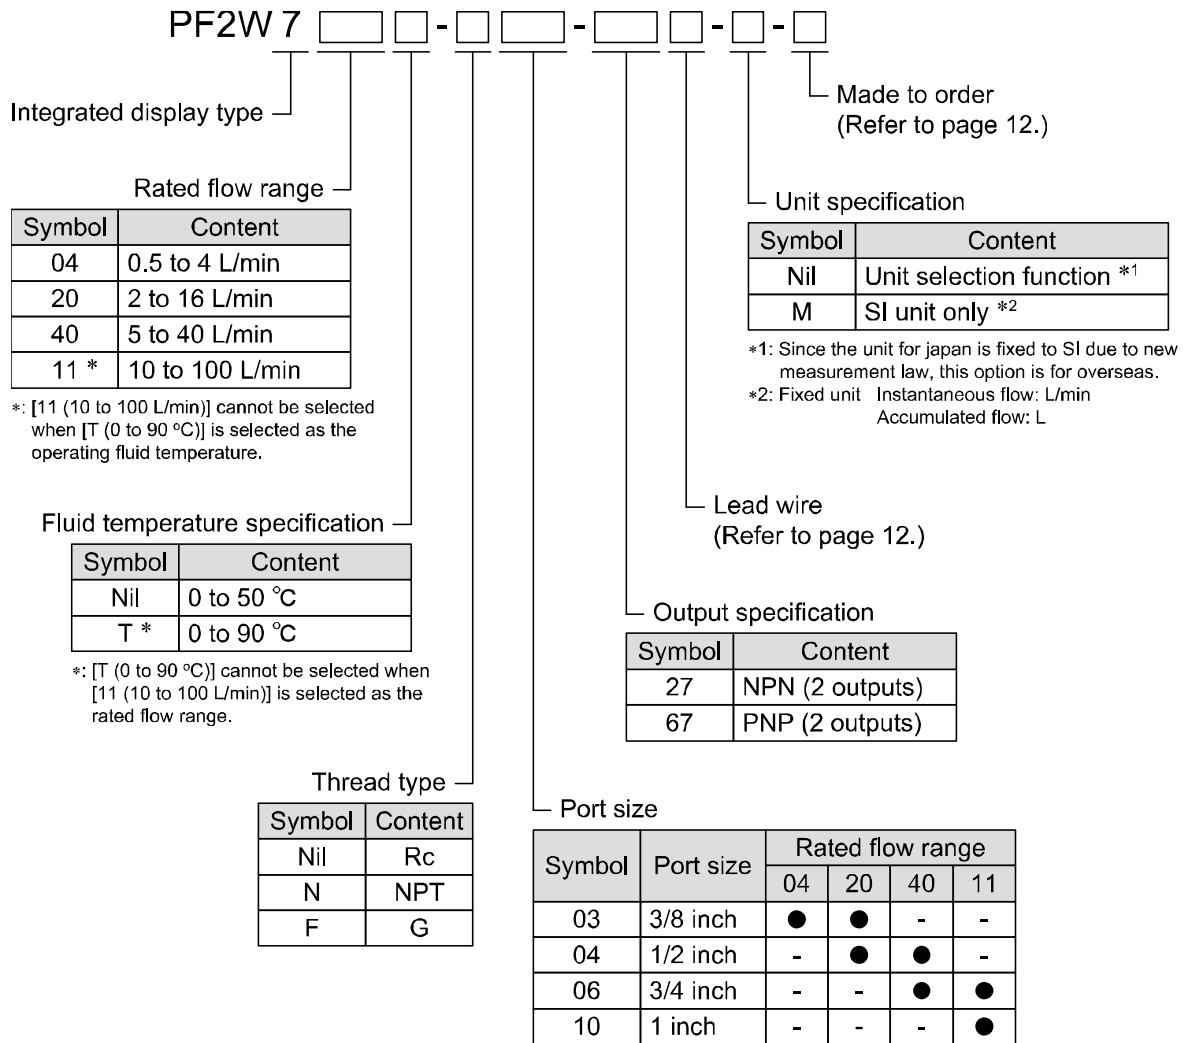 PF2W 7 - - - -
Integrated display type
Made to order
(Refer to page 12.)
Rated flow range
Symbol Content
04 0.5 to 4 L/min
20 2 to 16 L/min
40 5 to 40 L/min
11 * 10 to 100 L/min
*: [11 (10 to 100 L/min)] cannot be selected
when [T (0 to 90 °C)] is selected as the
operating fluid temperature.
Unit specification
Symbol Content
Nil Unit selection function *1
M SI unit only *2
*1: Since the unit for japan is fixed to SI due to new
measurement law, this option is for overseas.
*2: Fixed unit Instantaneous flow: L/min
Accumulated flow: L
Lead wire
(Refer to page 12.)
Fluid temperature specification
Symbol Content
Nil 0 to 50 °C
T * 0 to 90 °C
*: [T (0 to 90 °C)] cannot be selected when
[11 (10 to 100 L/min)] is selected as the
rated flow range.
Output specification
Symbol Content
27 NPN (2 outputs)
67 PNP (2 outputs)
Thread type
Symbol Content
Nil Rc
N NPT
F G
Port size
Symbol Port size Rated flow range
04 20 40 11
03 3/8 inch ● ● - -
04 1/2 inch - ● ● -
06 3/4 inch - - ● ●
10 1 inch - - - ●